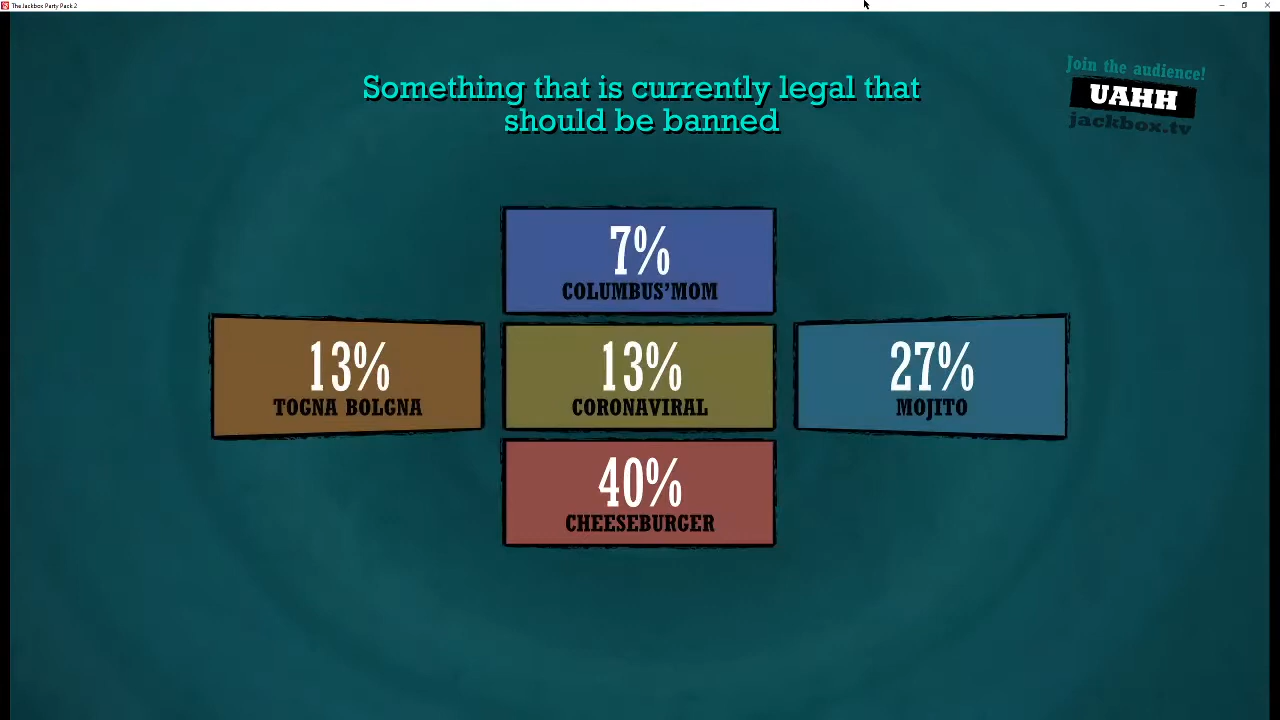 The Jackbox Party Pack 2
Something that is currently legal that
should be banned
Join the audience!
UAHH
jackbox.tv
7%
COLUMBUS'MOM
13%
TOGNA BOLGNA
13%
CORONAVIRAL
27%
MOJITO
40%
CHEESEBURGER